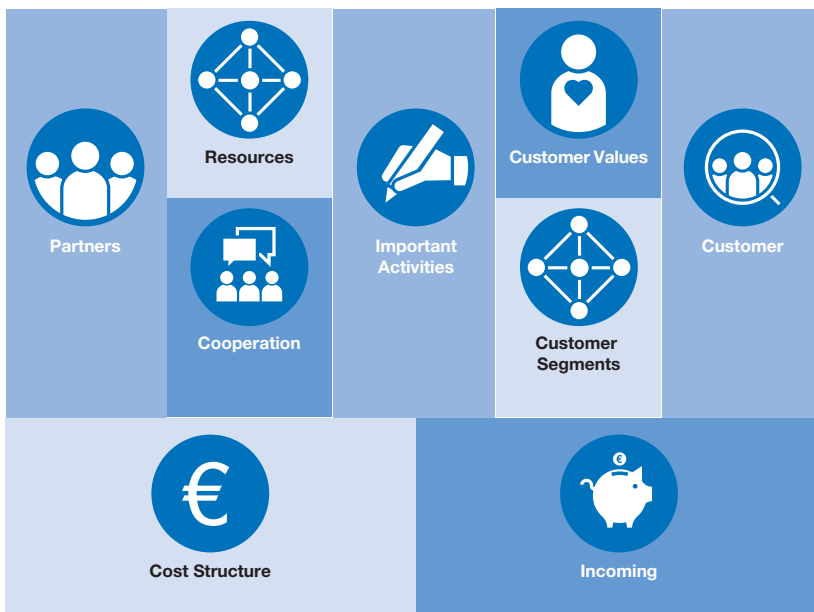 Partners
Resources
Cooperation
Important
Activities
Customer Values
Customer
Segments
Customer
€
Cost Structure
€
Incoming